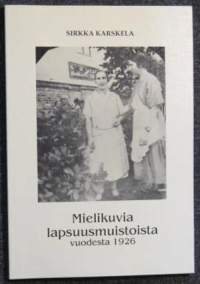 SIRKKA KARSKELA
Mielikuvia
lapsuusmuistoista
vuodesta 1926